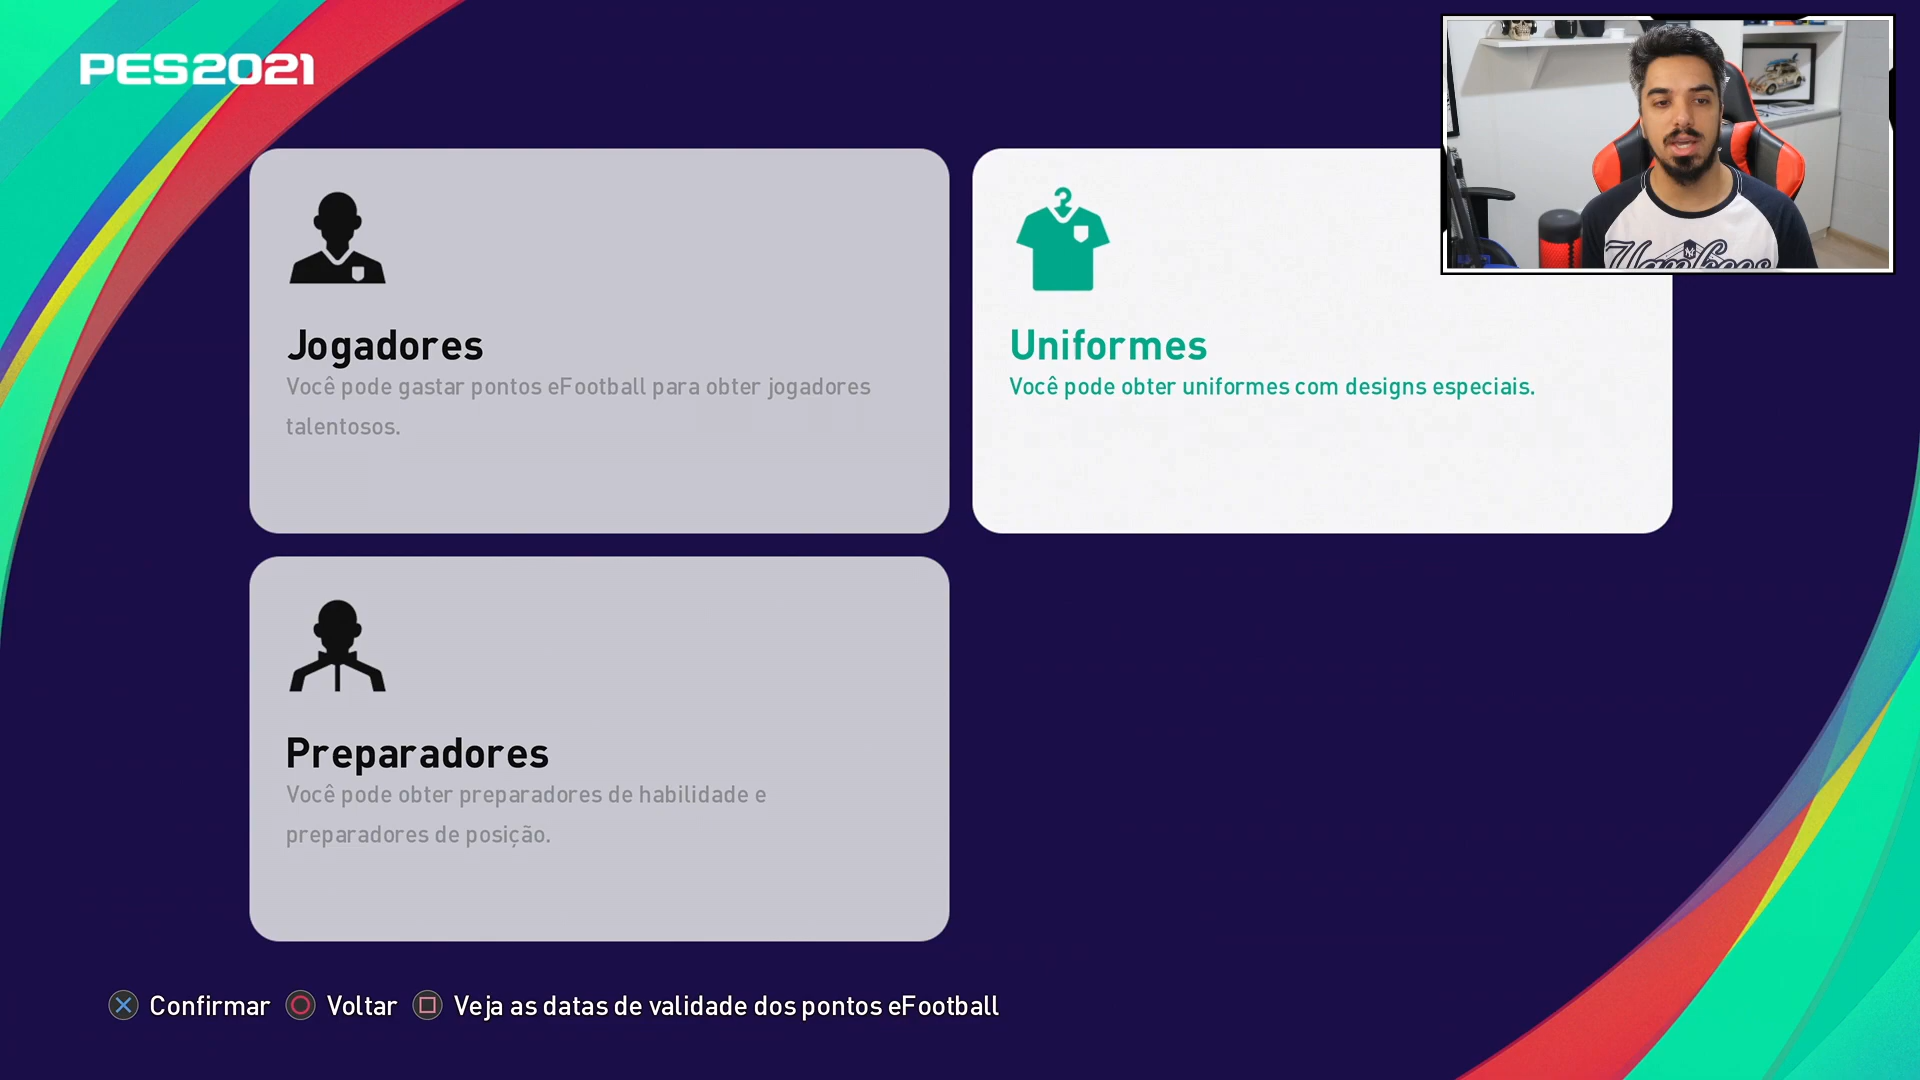 PES2021
Jogadores
Você pode gastar pontos eFootball para obter jogadores
talentosos.
Uniformes
Você pode obter uniformes com designs especiais.
Preparadores
Você pode obter preparadores de habilidade e
preparadores de posição.
Confirmar Voltar Veja as datas de validade dos pontos eFootball
Yankees